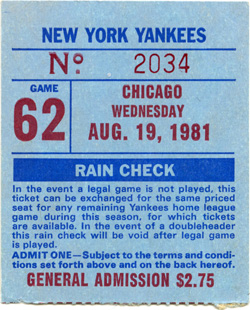 NEW YORK YANKEES
Nº 2034
GAME
62
CHICAGO
WEDNESDAY
AUG. 19, 1981
RAIN CHECK
In the event a legal game is not played, this
ticket can be exchanged for the same priced
seat for any remaining Yankees home league
game during this season, for which tickets
are available. In the event of a doubleheader
this rain check will be void after legal game
is played.
ADMIT ONE—Subject to the terms and condi-
tions set forth above and on the back hereof.
GENERAL ADMISSION $2.75